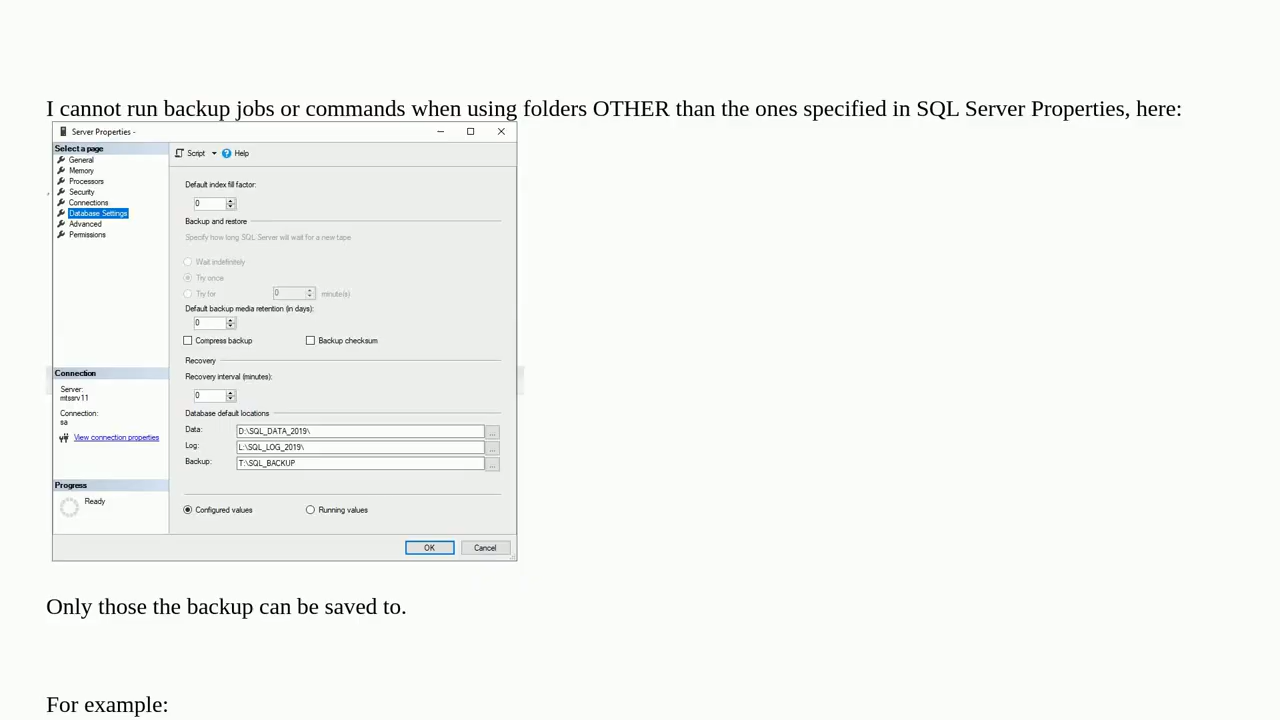 I cannot run backup jobs or commands when using folders OTHER than the ones specified in SQL Server Properties, here:
Server Properties -
Select a page
General
Memory
Processors
Security
Connections
Database Settings
Advanced
Permissions
Script
Help
Default index fill factor:
0
Backup and restore
Specify how long SQL Server will wait for a new tape
Wait indefinitely
Try once
Try for 0 minute(s)
Default backup media retention (in days):
0
Compress backup
Backup checksum
Recovery
Recovery interval (minutes):
0
Database default locations
Data: D:\SQL_DATA_2019\ ...
Log: L:\SQL_LOG_2019\ ...
Backup: T:\SQL_BACKUP ...
Configured values
Running values
Connection
Server:
mtssrv11
Connection:
sa
View connection properties
Progress
Ready
OK
Cancel
Only those the backup can be saved to.
For example: